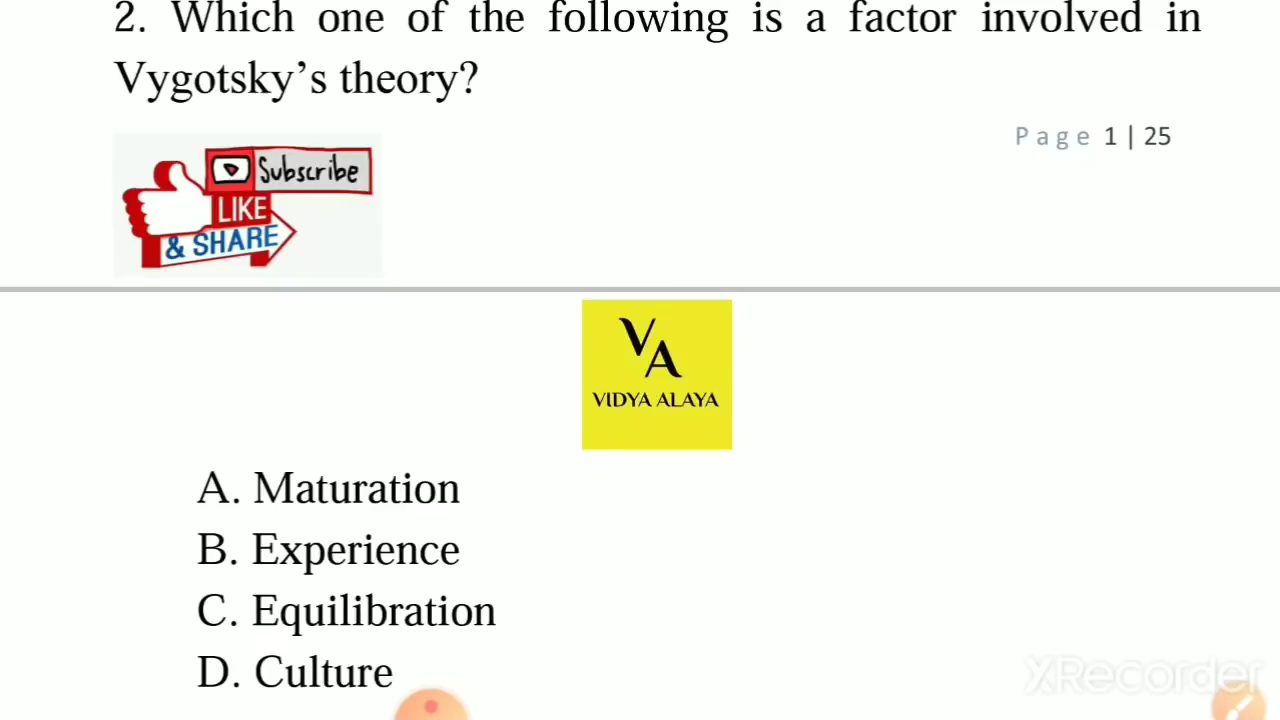 2. Which one of the following is a factor involved in
Vygotsky’s theory?
Page 1 | 25
Subscribe
LIKE
& SHARE
VA
VIDYA ALAYA
A. Maturation
B. Experience
C. Equilibration
D. Culture
XRecorder